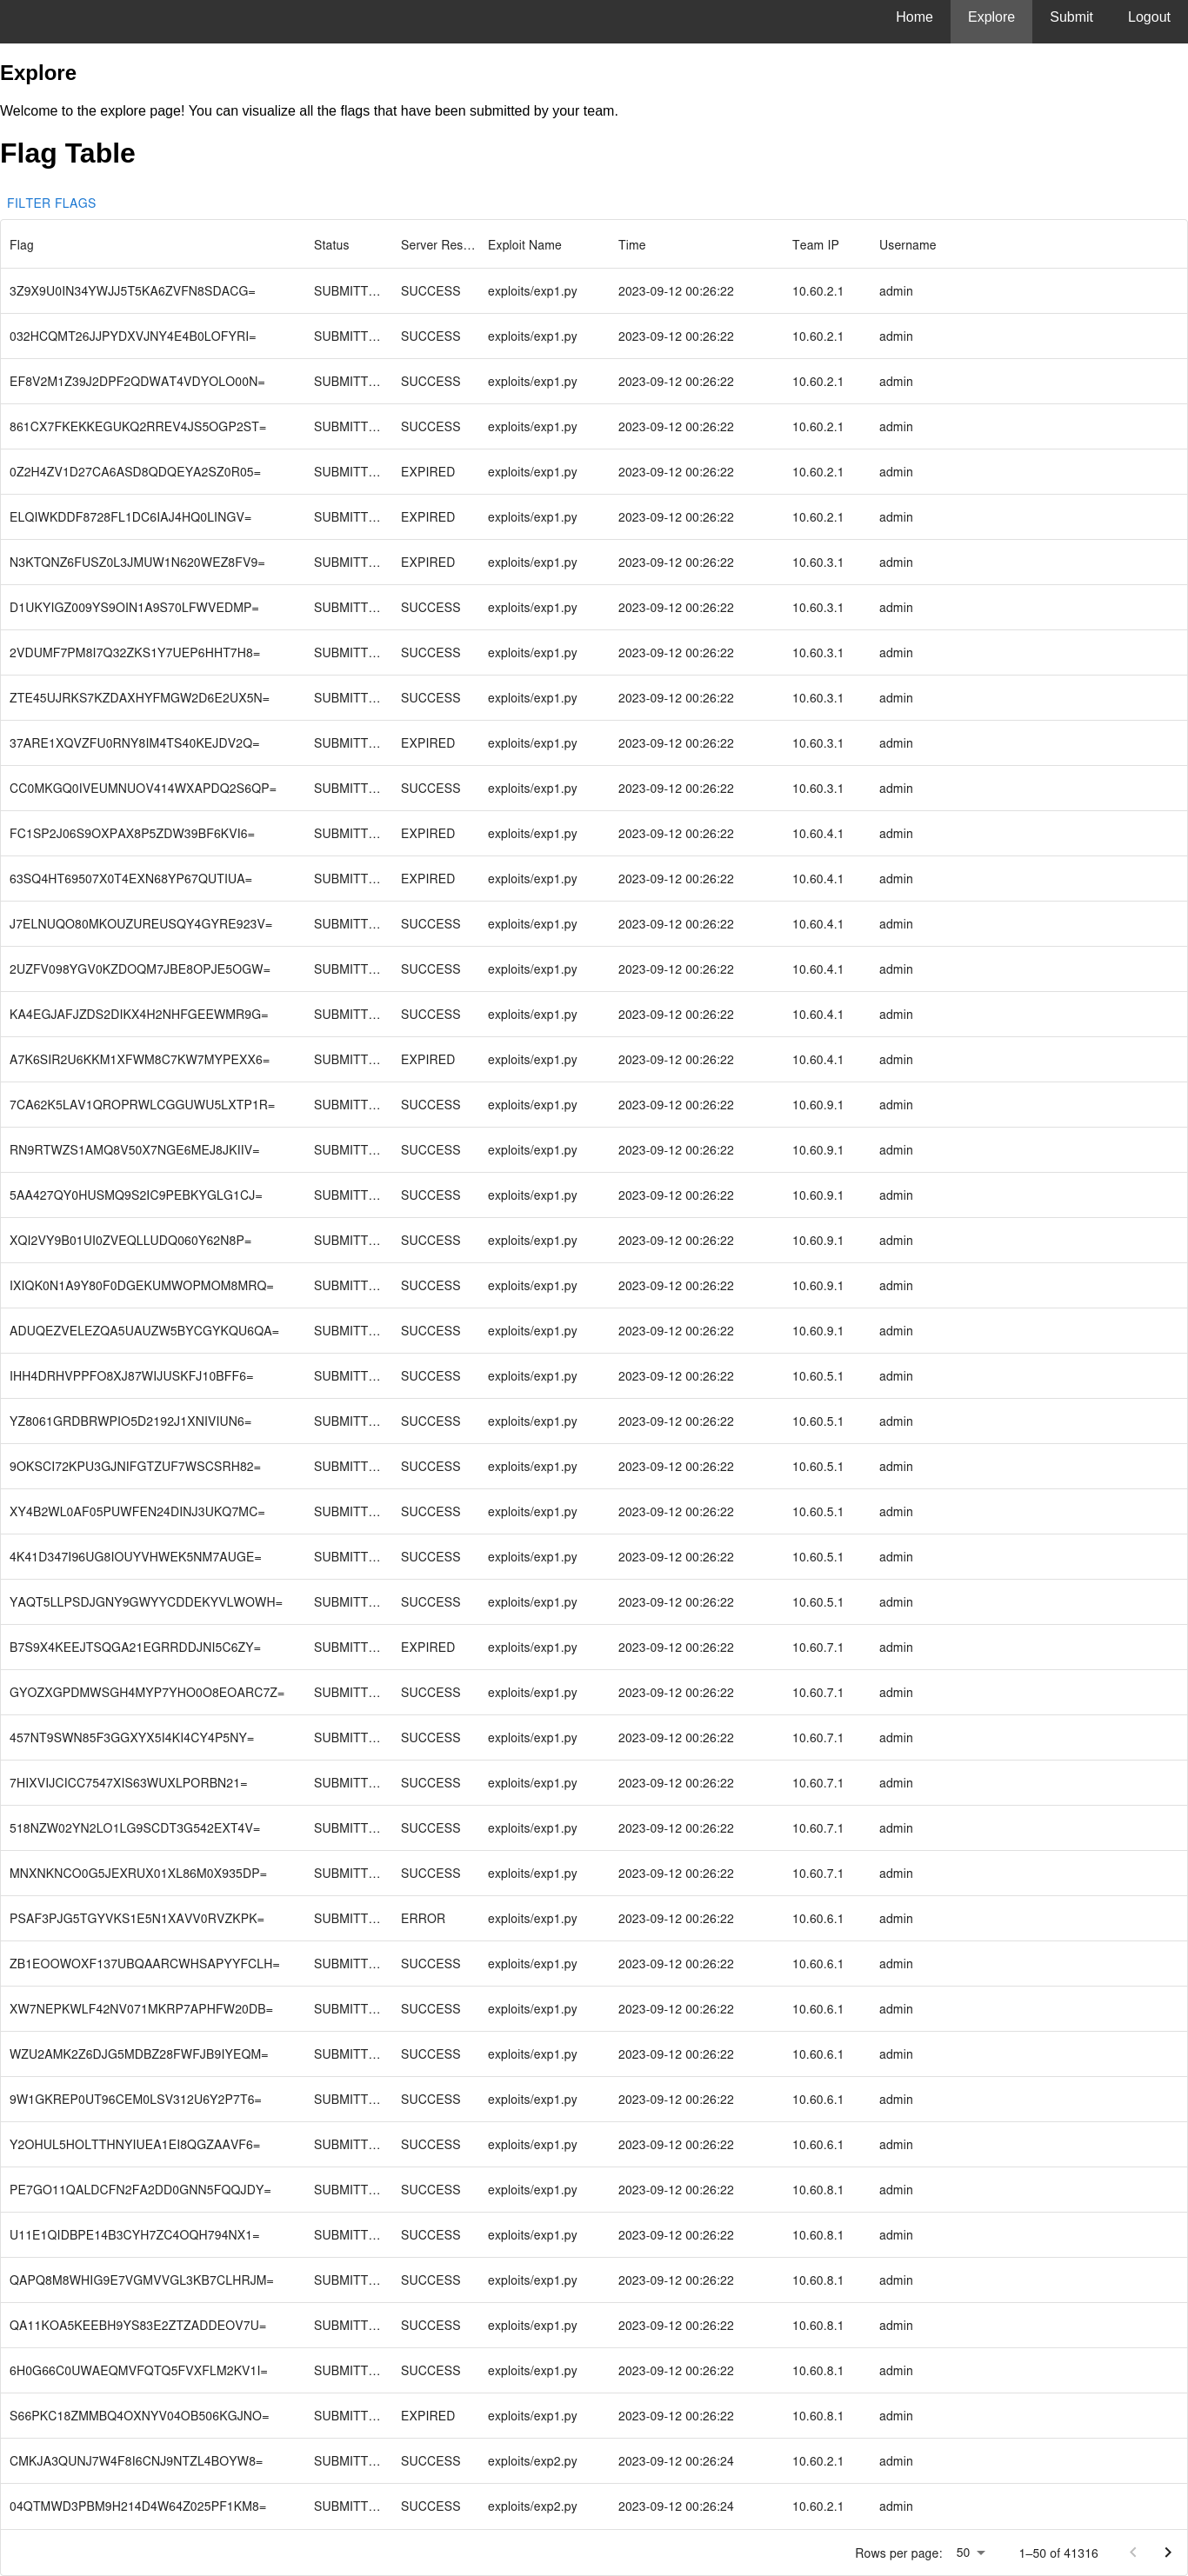 Home Explore Submit Logout
Explore
Welcome to the explore page! You can visualize all the flags that have been submitted by your team.
Flag Table
FILTER FLAGS
Flag Status Server Res... Exploit Name Time Team IP Username
3Z9X9U0IN34YWJJ5T5KA6ZVFN8SDACG= SUBMITT... SUCCESS exploits/exp1.py 2023-09-12 00:26:22 10.60.2.1 admin
032HCQMT26JJPYDXVJNY4E4B0LOFYRI= SUBMITT... SUCCESS exploits/exp1.py 2023-09-12 00:26:22 10.60.2.1 admin
EF8V2M1Z39J2DPF2QDWAT4VDYOLO00N= SUBMITT... SUCCESS exploits/exp1.py 2023-09-12 00:26:22 10.60.2.1 admin
861CX7FKEKKEGUKQ2RREV4JS5OGP2ST= SUBMITT... SUCCESS exploits/exp1.py 2023-09-12 00:26:22 10.60.2.1 admin
0Z2H4ZV1D27CA6ASD8QDQEYA2SZ0R05= SUBMITT... EXPIRED exploits/exp1.py 2023-09-12 00:26:22 10.60.2.1 admin
ELQIWKDDF8728FL1DC6IAJ4HQ0LINGV= SUBMITT... EXPIRED exploits/exp1.py 2023-09-12 00:26:22 10.60.2.1 admin
N3KTQNZ6FUSZ0L3JMUW1N620WEZ8FV9= SUBMITT... EXPIRED exploits/exp1.py 2023-09-12 00:26:22 10.60.3.1 admin
D1UKYIGZ009YS9OIN1A9S70LFWVEDMP= SUBMITT... SUCCESS exploits/exp1.py 2023-09-12 00:26:22 10.60.3.1 admin
2VDUMF7PM8I7Q32ZKS1Y7UEP6HHT7H8= SUBMITT... SUCCESS exploits/exp1.py 2023-09-12 00:26:22 10.60.3.1 admin
ZTE45UJRKS7KZDAXHYFMGW2D6E2UX5N= SUBMITT... SUCCESS exploits/exp1.py 2023-09-12 00:26:22 10.60.3.1 admin
37ARE1XQVZFU0RNY8IM4TS40KEJDV2Q= SUBMITT... EXPIRED exploits/exp1.py 2023-09-12 00:26:22 10.60.3.1 admin
CC0MKGQ0IVEUMNUOV414WXAPDQ2S6QP= SUBMITT... SUCCESS exploits/exp1.py 2023-09-12 00:26:22 10.60.3.1 admin
FC1SP2J06S9OXPAX8P5ZDW39BF6KVI6= SUBMITT... EXPIRED exploits/exp1.py 2023-09-12 00:26:22 10.60.4.1 admin
63SQ4HT69507X0T4EXN68YP67QUTIUA= SUBMITT... EXPIRED exploits/exp1.py 2023-09-12 00:26:22 10.60.4.1 admin
J7ELNUQO80MKOUZUREUSQY4GYRE923V= SUBMITT... SUCCESS exploits/exp1.py 2023-09-12 00:26:22 10.60.4.1 admin
2UZFV098YGV0KZDOQM7JBE8OPJE5OGW= SUBMITT... SUCCESS exploits/exp1.py 2023-09-12 00:26:22 10.60.4.1 admin
KA4EGJAFJZDS2DIKX4H2NHFGEEWMR9G= SUBMITT... SUCCESS exploits/exp1.py 2023-09-12 00:26:22 10.60.4.1 admin
A7K6SIR2U6KKM1XFWM8C7KW7MYPEXX6= SUBMITT... EXPIRED exploits/exp1.py 2023-09-12 00:26:22 10.60.4.1 admin
7CA62K5LAV1QROPRWLCGGUWU5LXTP1R= SUBMITT... SUCCESS exploits/exp1.py 2023-09-12 00:26:22 10.60.9.1 admin
RN9RTWZS1AMQ8V50X7NGE6MEJ8JKIIV= SUBMITT... SUCCESS exploits/exp1.py 2023-09-12 00:26:22 10.60.9.1 admin
5AA427QY0HUSMQ9S2IC9PEBKYGLG1CJ= SUBMITT... SUCCESS exploits/exp1.py 2023-09-12 00:26:22 10.60.9.1 admin
XQI2VY9B01UI0ZVEQLLUDQ060Y62N8P= SUBMITT... SUCCESS exploits/exp1.py 2023-09-12 00:26:22 10.60.9.1 admin
IXIQK0N1A9Y80F0DGEKUMWOPMOM8MRQ= SUBMITT... SUCCESS exploits/exp1.py 2023-09-12 00:26:22 10.60.9.1 admin
ADUQEZVELEZQA5UAUZW5BYCGYKQU6QA= SUBMITT... SUCCESS exploits/exp1.py 2023-09-12 00:26:22 10.60.9.1 admin
IHH4DRHVPPFO8XJ87WIJUSKFJ10BFF6= SUBMITT... SUCCESS exploits/exp1.py 2023-09-12 00:26:22 10.60.5.1 admin
YZ8061GRDBRWPIO5D2192J1XNIVIUN6= SUBMITT... SUCCESS exploits/exp1.py 2023-09-12 00:26:22 10.60.5.1 admin
9OKSCI72KPU3GJNIFGTZUF7WSCSRH82= SUBMITT... SUCCESS exploits/exp1.py 2023-09-12 00:26:22 10.60.5.1 admin
XY4B2WL0AF05PUWFEN24DINJ3UKQ7MC= SUBMITT... SUCCESS exploits/exp1.py 2023-09-12 00:26:22 10.60.5.1 admin
4K41D347I96UG8IOUYVHWEK5NM7AUGE= SUBMITT... SUCCESS exploits/exp1.py 2023-09-12 00:26:22 10.60.5.1 admin
YAQT5LLPSDJGNY9GWYYCDDEKYVLWOWH= SUBMITT... SUCCESS exploits/exp1.py 2023-09-12 00:26:22 10.60.5.1 admin
B7S9X4KEEJTSQGA21EGRRDDJNI5C6ZY= SUBMITT... EXPIRED exploits/exp1.py 2023-09-12 00:26:22 10.60.7.1 admin
GYOZXGPDMWSGH4MYP7YHO0O8EOARC7Z= SUBMITT... SUCCESS exploits/exp1.py 2023-09-12 00:26:22 10.60.7.1 admin
457NT9SWN85F3GGXYX5I4KI4CY4P5NY= SUBMITT... SUCCESS exploits/exp1.py 2023-09-12 00:26:22 10.60.7.1 admin
7HIXVIJCICC7547XIS63WUXLPORBN21= SUBMITT... SUCCESS exploits/exp1.py 2023-09-12 00:26:22 10.60.7.1 admin
518NZW02YN2LO1LG9SCDT3G542EXT4V= SUBMITT... SUCCESS exploits/exp1.py 2023-09-12 00:26:22 10.60.7.1 admin
MNXNKNCO0G5JEXRUX01XL86M0X935DP= SUBMITT... SUCCESS exploits/exp1.py 2023-09-12 00:26:22 10.60.7.1 admin
PSAF3PJG5TGYVKS1E5N1XAVV0RVZKPK= SUBMITT... ERROR exploits/exp1.py 2023-09-12 00:26:22 10.60.6.1 admin
ZB1EOOWOXF137UBQAARCWHSAPYYFCLH= SUBMITT... SUCCESS exploits/exp1.py 2023-09-12 00:26:22 10.60.6.1 admin
XW7NEPKWLF42NV071MKRP7APHFW20DB= SUBMITT... SUCCESS exploits/exp1.py 2023-09-12 00:26:22 10.60.6.1 admin
WZU2AMK2Z6DJG5MDBZ28FWFJB9IYEQM= SUBMITT... SUCCESS exploits/exp1.py 2023-09-12 00:26:22 10.60.6.1 admin
9W1GKREP0UT96CEM0LSV312U6Y2P7T6= SUBMITT... SUCCESS exploits/exp1.py 2023-09-12 00:26:22 10.60.6.1 admin
Y2OHUL5HOLTTHNYIUEA1EI8QGZAAVF6= SUBMITT... SUCCESS exploits/exp1.py 2023-09-12 00:26:22 10.60.6.1 admin
PE7GO11QALDCFN2FA2DD0GNN5FQQJDY= SUBMITT... SUCCESS exploits/exp1.py 2023-09-12 00:26:22 10.60.8.1 admin
U11E1QIDBPE14B3CYH7ZC4OQH794NX1= SUBMITT... SUCCESS exploits/exp1.py 2023-09-12 00:26:22 10.60.8.1 admin
QAPQ8M8WHIG9E7VGMVVGL3KB7CLHRJM= SUBMITT... SUCCESS exploits/exp1.py 2023-09-12 00:26:22 10.60.8.1 admin
QA11KOA5KEEBH9YS83E2ZTZADDEOV7U= SUBMITT... SUCCESS exploits/exp1.py 2023-09-12 00:26:22 10.60.8.1 admin
6H0G66C0UWAEQMVFQTQ5FVXFLM2KV1I= SUBMITT... SUCCESS exploits/exp1.py 2023-09-12 00:26:22 10.60.8.1 admin
S66PKC18ZMMBQ4OXNYV04OB506KGJNO= SUBMITT... EXPIRED exploits/exp1.py 2023-09-12 00:26:22 10.60.8.1 admin
CMKJA3QUNJ7W4F8I6CNJ9NTZL4BOYW8= SUBMITT... SUCCESS exploits/exp2.py 2023-09-12 00:26:24 10.60.2.1 admin
04QTMWD3PBM9H214D4W64Z025PF1KM8= SUBMITT... SUCCESS exploits/exp2.py 2023-09-12 00:26:24 10.60.2.1 admin
Rows per page: 50 1–50 of 41316